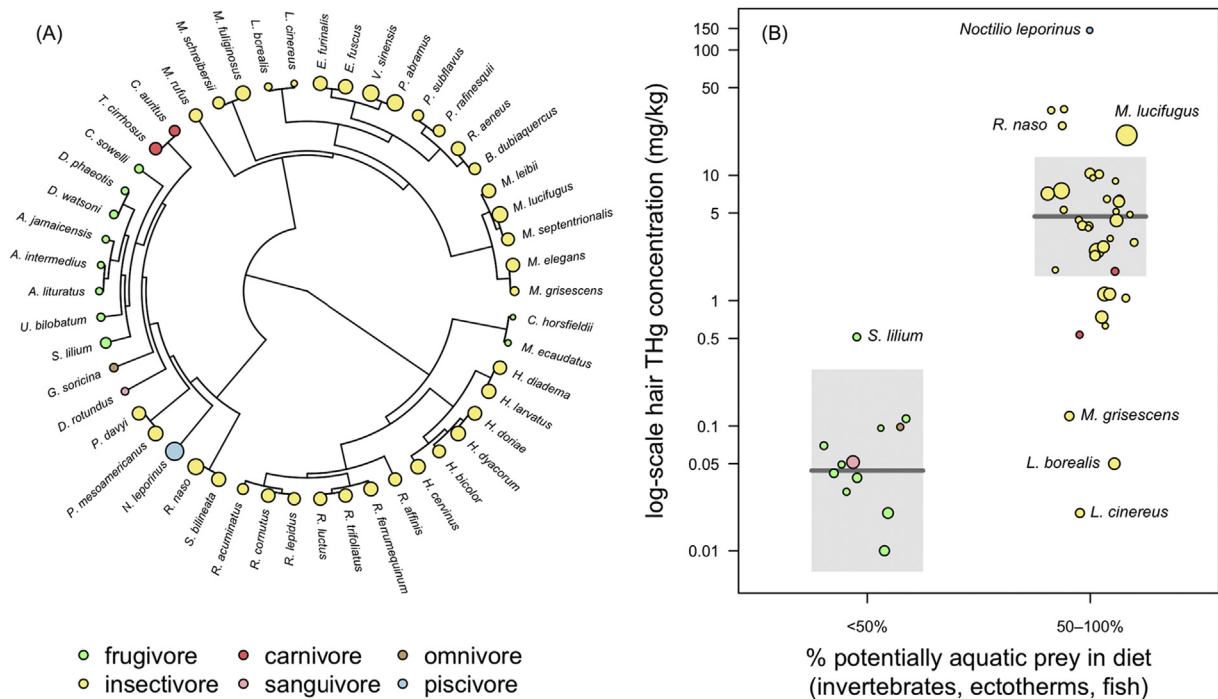 (A)
M. rufus
M. schreibersii
M. fuliginosus
L. borealis
L. cinereus
E. furinalis
E. fuscus
V. sinensis
P. abramus
P. subflavus
P. rafinesquii
R. aeneus
B. dubiaquercus
M. leibii
M. lucifugus
M. septentrionalis
M. elegans
M. grisescens
C. horsfieldii
M. ecaudatus
H. diadema
H. larvatus
H. doriae
H. dyacorum
H. bicolor
H. cervinus
R. affinis
R. ferrumequinum
R. trifoliatus
R. luctus
R. lepidus
R. cornutus
R. acuminatus
S. bilineata
R. naso
N. leporinus
P. mesoamericanus
P. davyi
D. rotundus
G. soricina
S. lilium
U. bilobatum
A. lituratus
A. intermedius
A. jamaicensis
D. watsoni
D. phaeotis
C. sowelli
T. cirrhosus
C. auritus
frugivore
carnivore
omnivore
insectivore
sanguivore
piscivore
(B)
log-scale hair THg concentration (mg/kg)
150
100
50
10
5
1
0.5
0.1
0.05
0.01
Noctilio leporinus
M. lucifugus
R. naso
S. lilium
M. grisescens
L. borealis
L. cinereus
<50%
50–100%
% potentially aquatic prey in diet
(invertebrates, ectotherms, fish)